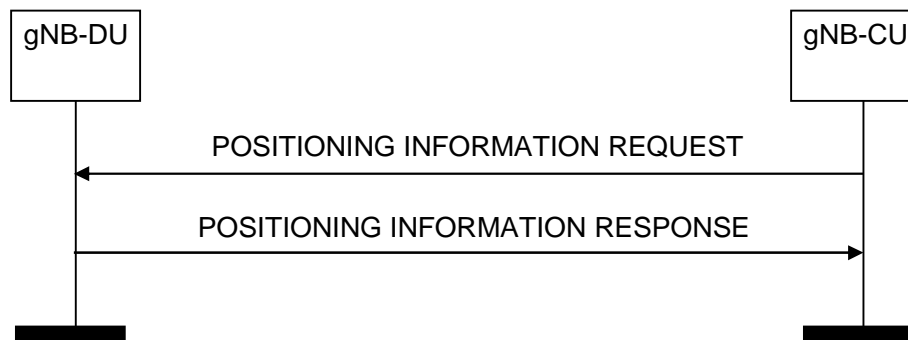 gNB-DU
gNB-CU
POSITIONING INFORMATION REQUEST
POSITIONING INFORMATION RESPONSE